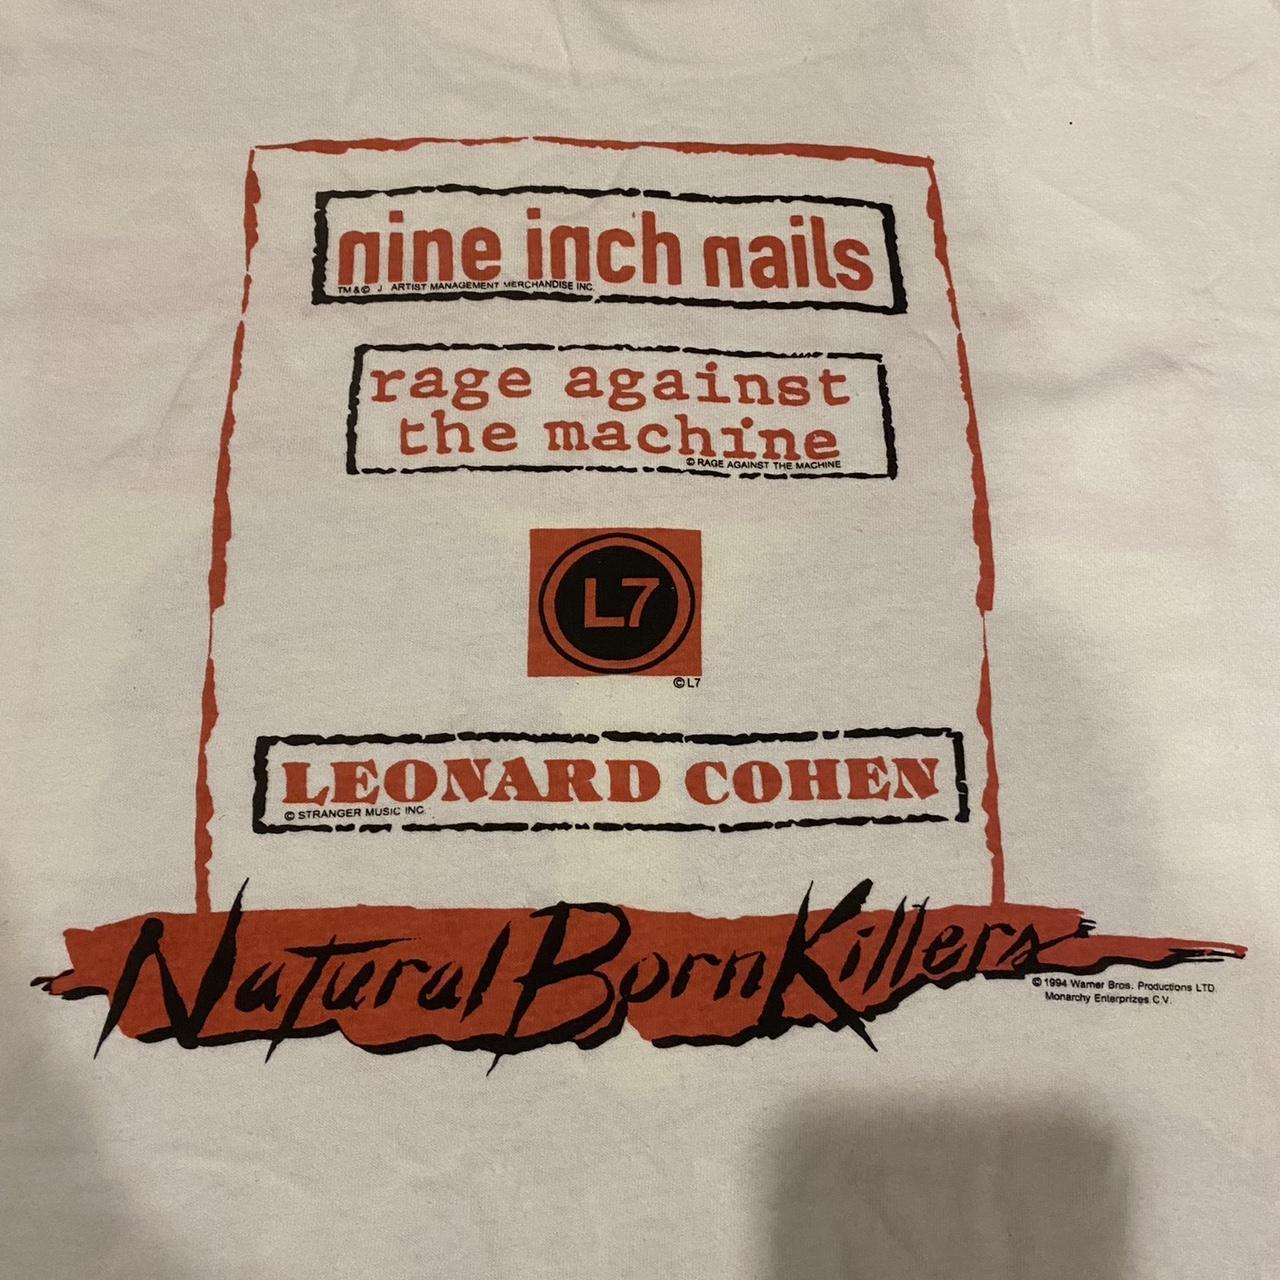 nine inch nails
TM & © J ARTIST MANAGEMENT MERCHANDISE INC.
rage against
the machine
© RAGE AGAINST THE MACHINE
L7
© L7
LEONARD COHEN
© STRANGER MUSIC INC.
Natural Born Killers
© 1994 Warner Bros. Productions LTD.
Monarchy Enterprizes C.V.